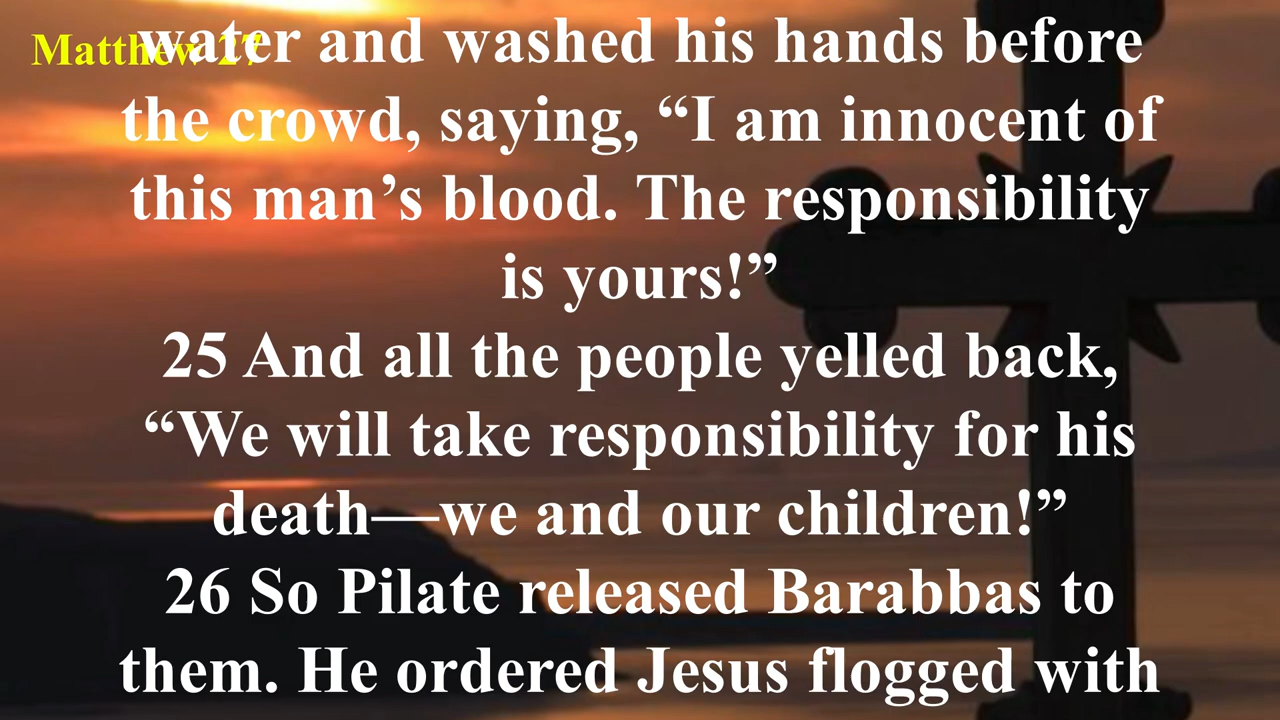 Matthew 27
water and washed his hands before
the crowd, saying, “I am innocent of
this man’s blood. The responsibility
is yours!”
25 And all the people yelled back,
“We will take responsibility for his
death—we and our children!”
26 So Pilate released Barabbas to
them. He ordered Jesus flogged with